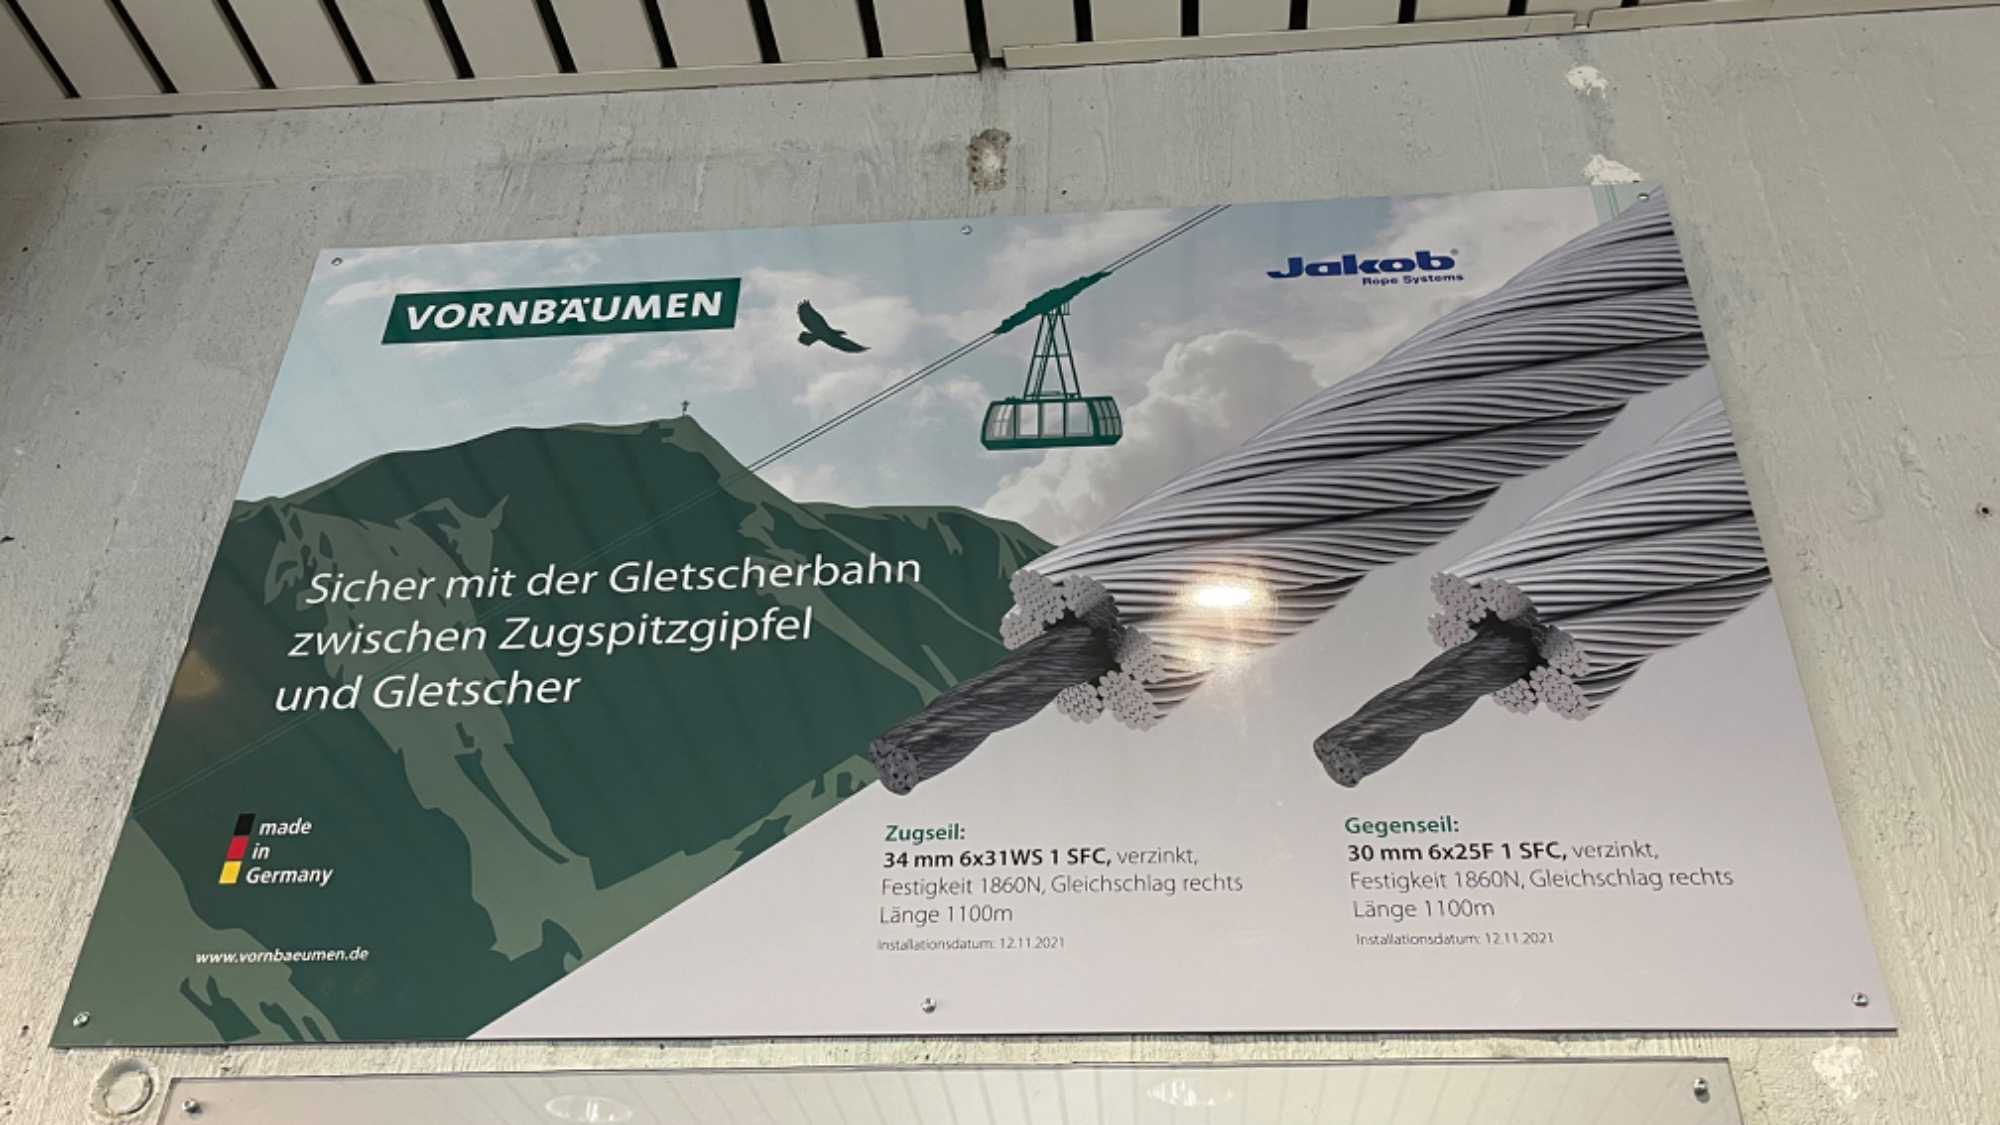 VORNBÄUMEN
Jakob®
Rope Systems
Sicher mit der Gletscherbahn
zwischen Zugspitzgipfel
und Gletscher
made
in
Germany
www.vornbaeumen.de
Zugseil:
34 mm 6x31WS 1 SFC, verzinkt,
Festigkeit 1860N, Gleichschlag rechts
Länge 1100m
Installationsdatum: 12.11.2021
Gegenseil:
30 mm 6x25F 1 SFC, verzinkt,
Festigkeit 1860N, Gleichschlag rechts
Länge 1100m
Installationsdatum: 12.11.2021